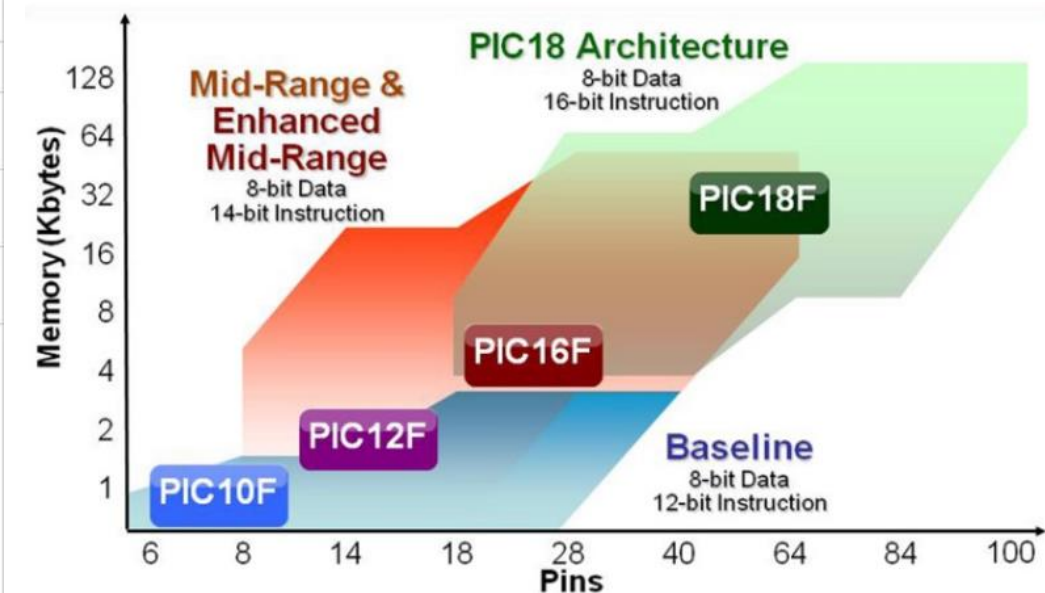 PIC18 Architecture
8-bit Data
16-bit Instruction
Mid-Range &
Enhanced
Mid-Range
8-bit Data
14-bit Instruction
Memory (Kbytes)
128
64
32
16
8
4
2
1
PIC18F
PIC16F
PIC12F
PIC10F
Baseline
8-bit Data
12-bit Instruction
6 8 14 18 28 40 64 84 100
Pins